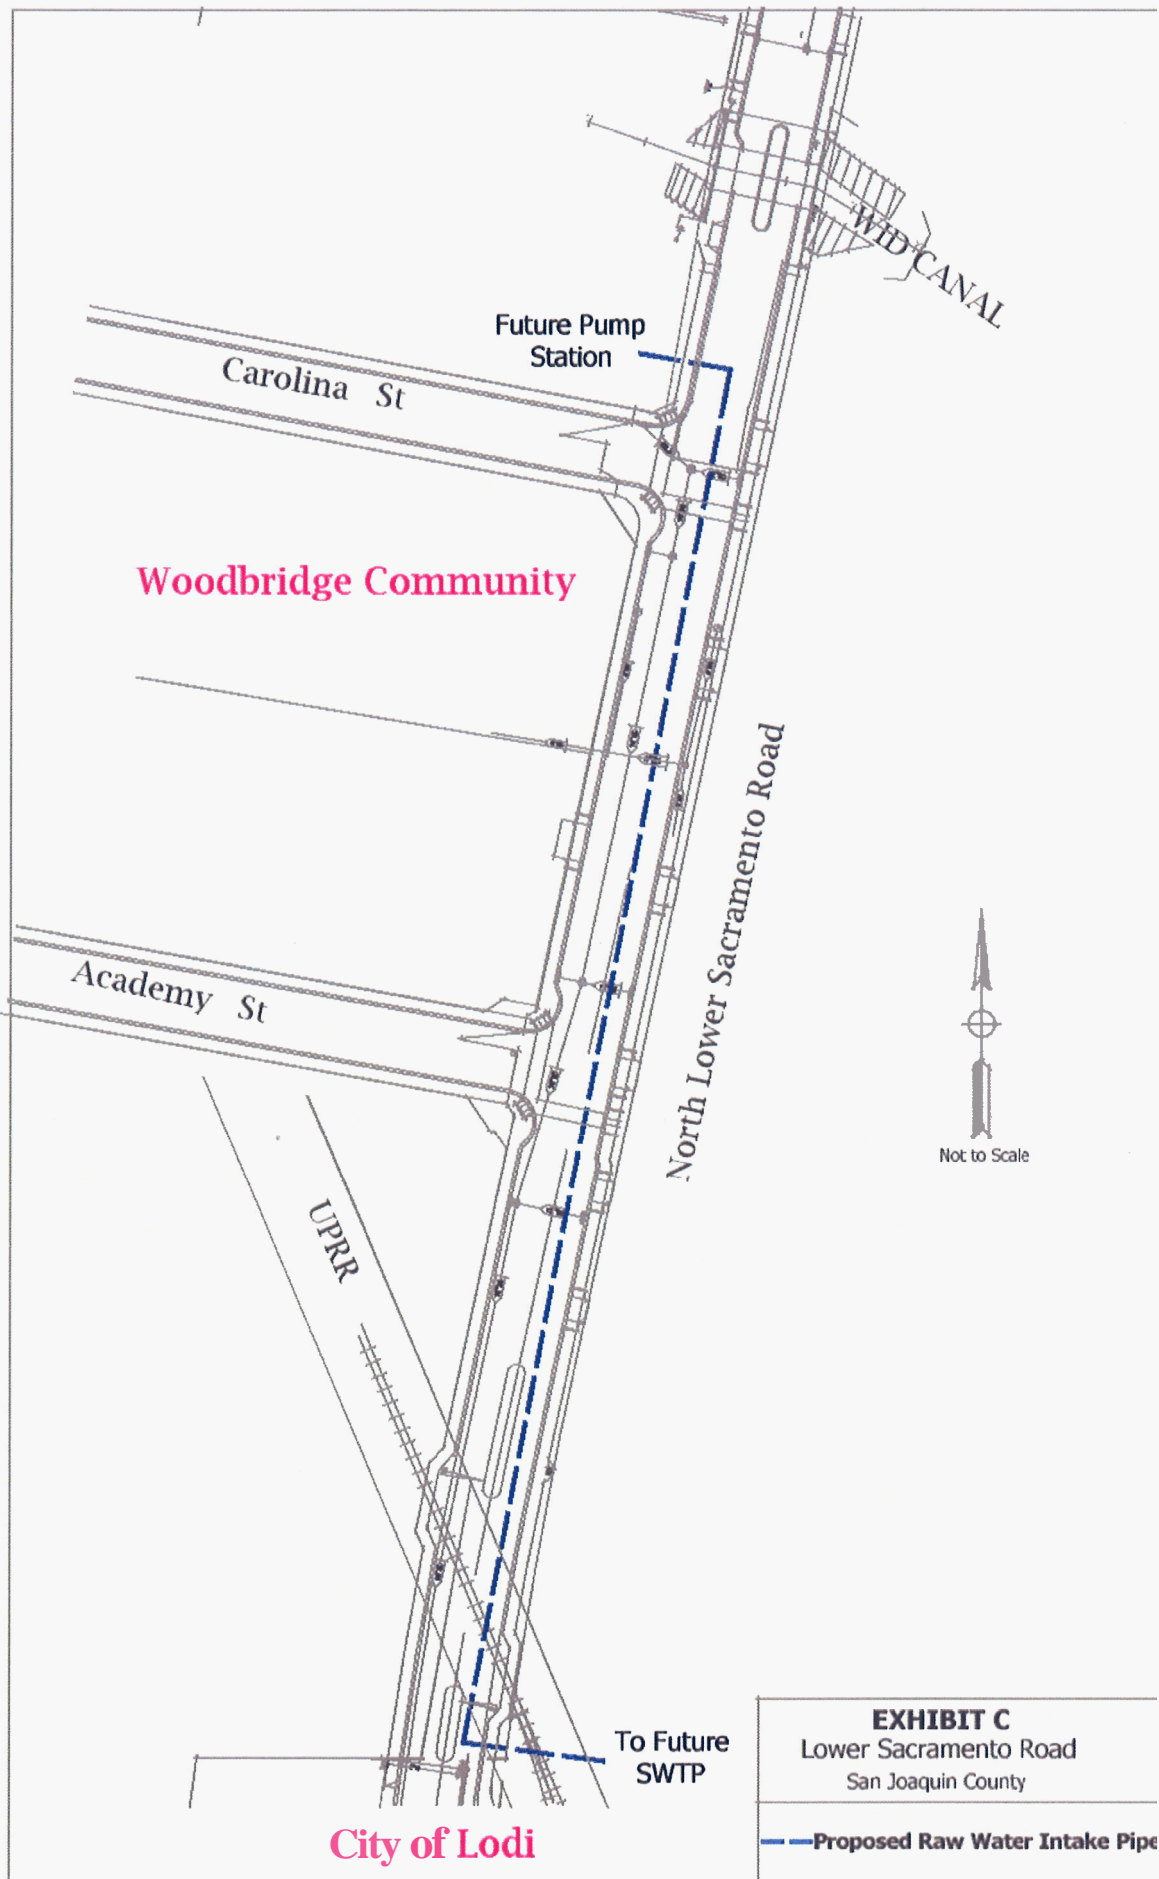 WID CANAL
Future Pump
Station
Carolina St
Woodbridge Community
North Lower Sacramento Road
Academy St
Not to Scale
UPRR
To Future
SWTP
EXHIBIT C
Lower Sacramento Road
San Joaquin County
Proposed Raw Water Intake Pipe
City of Lodi